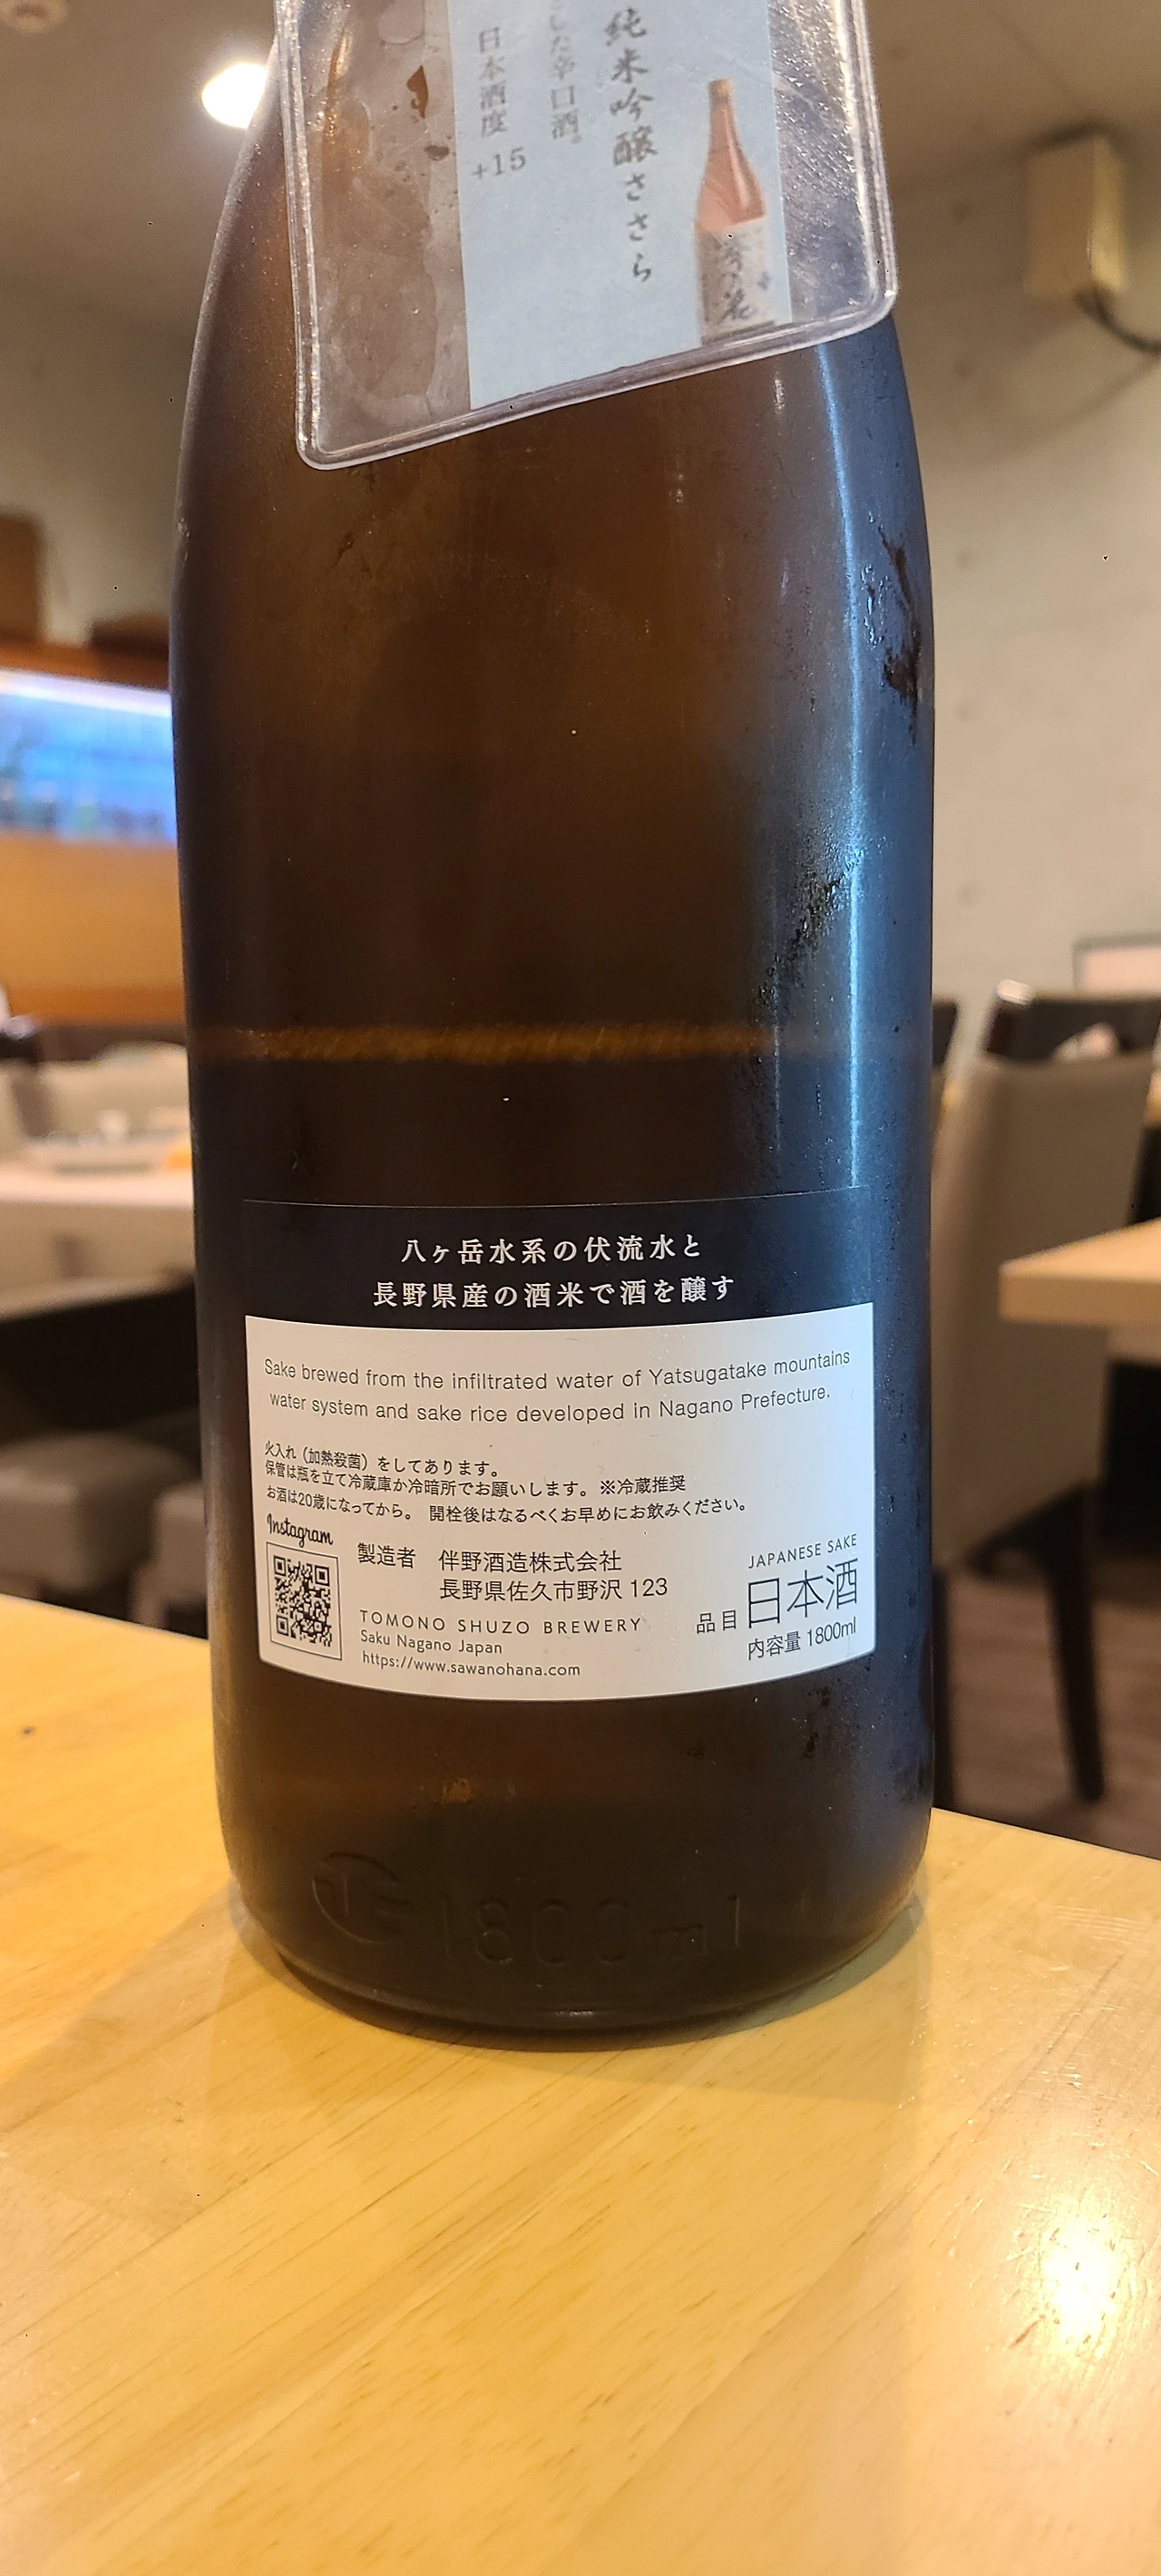 純米吟醸ささら
した辛口酒。
日本酒度 +15
八ヶ岳水系の伏流水と
長野県産の酒米で酒を醸す
Sake brewed from the infiltrated water of Yatsugatake mountains
water system and sake rice developed in Nagano Prefecture.
火入れ（加熱殺菌）をしてあります。
保管は瓶を立て冷蔵庫か冷暗所でお願いします。※冷蔵推奨
お酒は20歳になってから。 開栓後はなるべくお早めにお飲みください。
Instagram
製造者 伴野酒造株式会社
長野県佐久市野沢 123
TOMONO SHUZO BREWERY
Saku Nagano Japan
https://www.sawanohana.com
JAPANESE SAKE
品目 日本酒
内容量 1800ml
正 1800ml